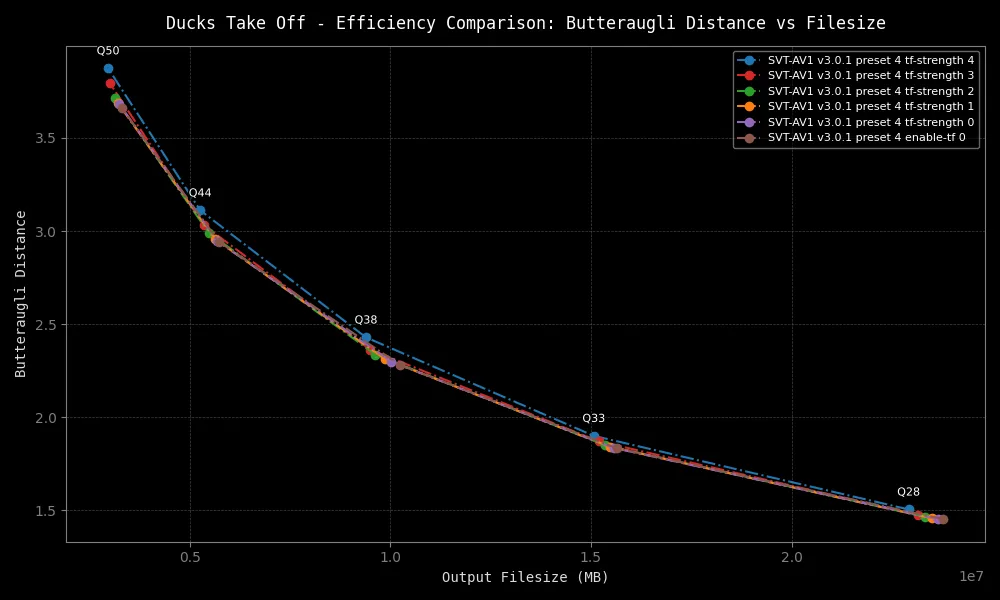 Ducks Take Off - Efficiency Comparison: Butteraugli Distance vs Filesize
Q50
SVT-AV1 v3.0.1 preset 4 tf-strength 4
SVT-AV1 v3.0.1 preset 4 tf-strength 3
SVT-AV1 v3.0.1 preset 4 tf-strength 2
SVT-AV1 v3.0.1 preset 4 tf-strength 1
SVT-AV1 v3.0.1 preset 4 tf-strength 0
SVT-AV1 v3.0.1 preset 4 enable-tf 0
3.5
Q44
3.0
Butteraugli Distance
Q38
2.5
Q33
2.0
Q28
1.5
0.5 1.0 1.5 2.0
Output Filesize (MB)
1e7